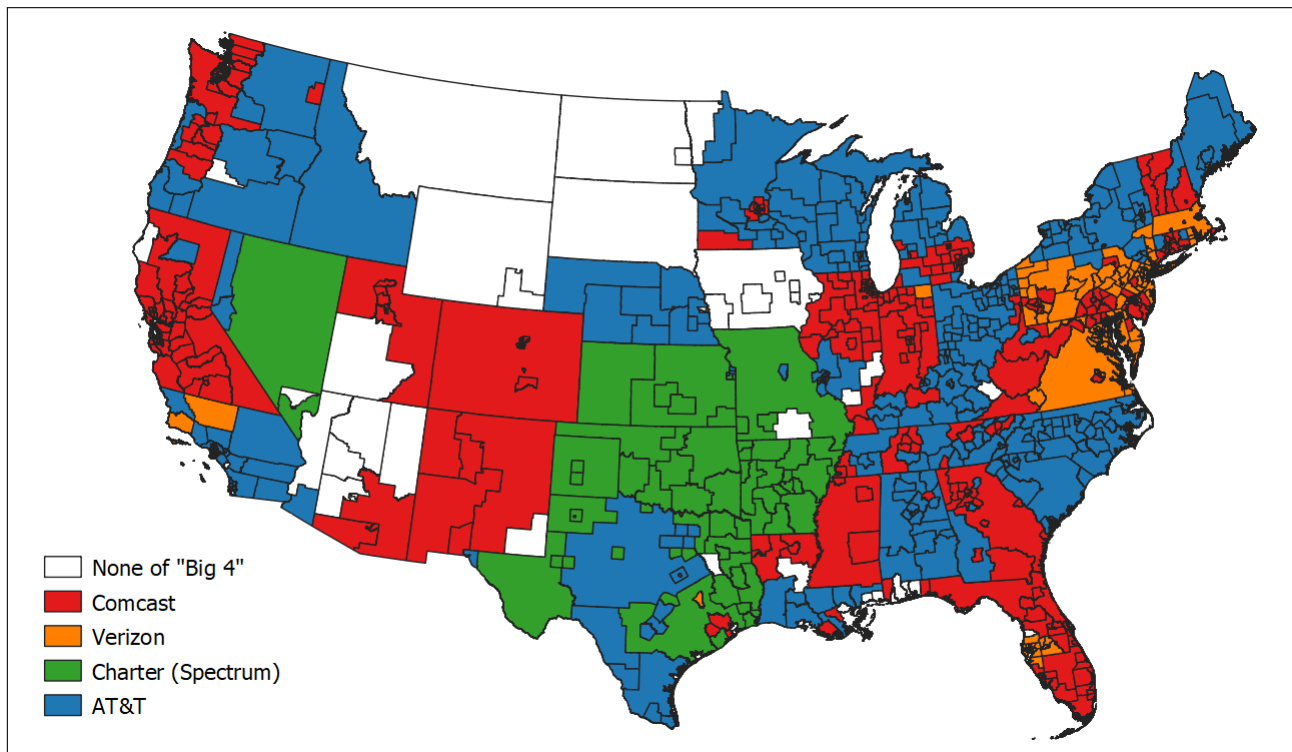 None of "Big 4"
Comcast
Verizon
Charter (Spectrum)
AT&T